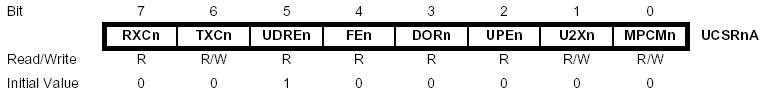 Bit 7 6 5 4 3 2 1 0
RXCn TXCn UDREn FEn DORn UPEn U2Xn MPCMn UCSRnA
Read/Write R R/W R R R R R/W R/W
Initial Value 0 0 1 0 0 0 0 0